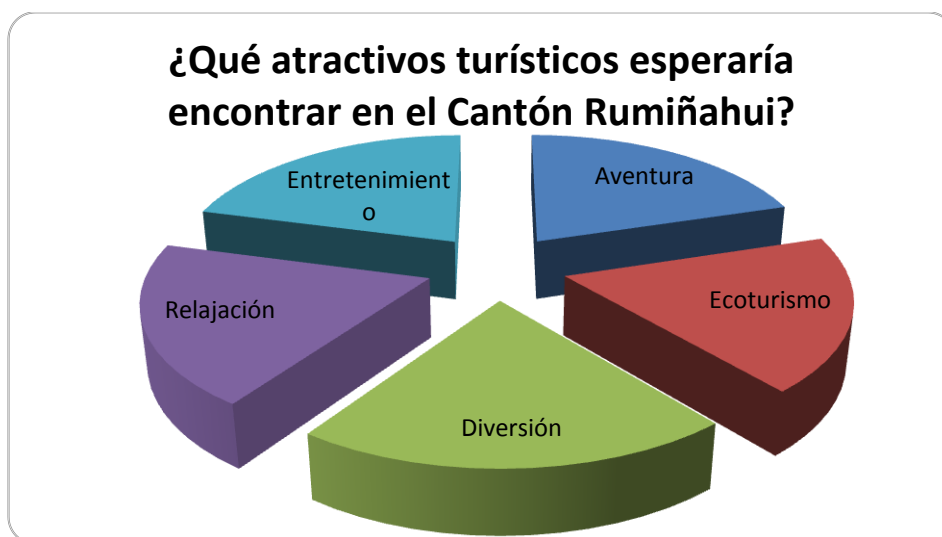 ¿Qué atractivos turísticos esperaría
encontrar en el Cantón Rumiñahui?
Entretenimient
o
Aventura
Relajación
Ecoturismo
Diversión